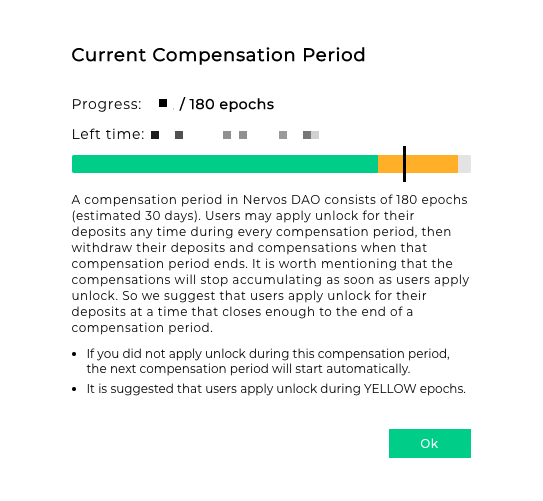 Current Compensation Period
Progress: / 180 epochs
Left time:
A compensation period in Nervos DAO consists of 180 epochs
(estimated 30 days). Users may apply unlock for their
deposits any time during every compensation period, then
withdraw their deposits and compensations when that
compensation period ends. It is worth mentioning that the
compensations will stop accumulating as soon as users apply
unlock. So we suggest that users apply unlock for their
deposits at a time that closes enough to the end of a
compensation period.
• If you did not apply unlock during this compensation period,
the next compensation period will start automatically.
• It is suggested that users apply unlock during YELLOW epochs.
Ok